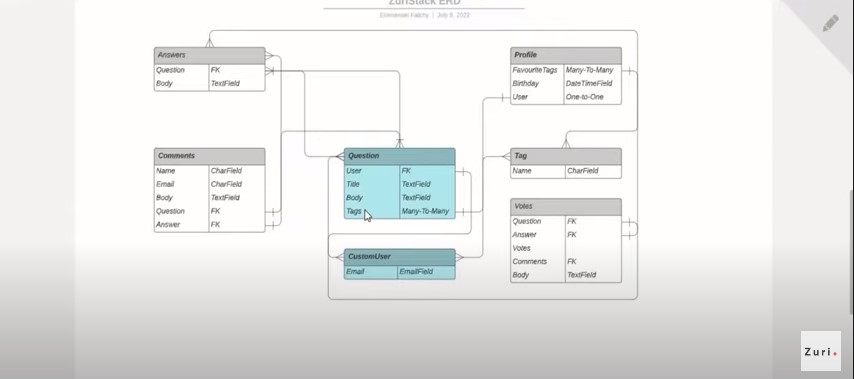 ZuriStack ERD
Emmanuel Katchy | July 9, 2022
Answers
Question FK
Body TextField
Comments
Name CharField
Email CharField
Body TextField
Question FK
Answer FK
Question
User FK
Title TextField
Body TextField
Tags Many-To-Many
CustomUser
Email EmailField
Profile
FavouriteTags Many-To-Many
Birthday DateTimeField
User One-to-One
Tag
Name CharField
Votes
Question FK
Answer FK
Votes
Comments FK
Body TextField
Zuri.